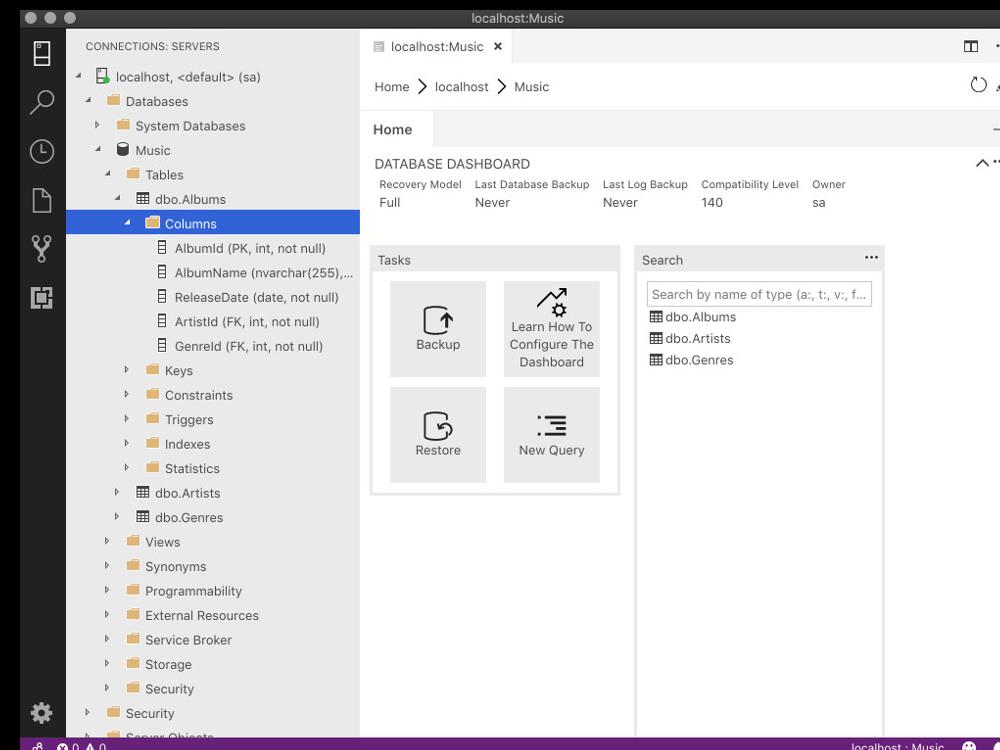 localhost:Music
CONNECTIONS: SERVERS
localhost, <default> (sa)
Databases
System Databases
Music
Tables
dbo.Albums
Columns
AlbumId (PK, int, not null)
AlbumName (nvarchar(255),...
ReleaseDate (date, not null)
ArtistId (FK, int, not null)
GenreId (FK, int, not null)
Keys
Constraints
Triggers
Indexes
Statistics
dbo.Artists
dbo.Genres
Views
Synonyms
Programmability
External Resources
Service Broker
Storage
Security
Security
Server Objects
localhost:Music
Home localhost Music
Home
DATABASE DASHBOARD
Recovery Model Last Database Backup Last Log Backup Compatibility Level Owner
Full Never Never 140 sa
Tasks
Backup
Learn How To
Configure The
Dashboard
Restore
New Query
Search
Search by name of type (a:, t:, v:, f...
dbo.Albums
dbo.Artists
dbo.Genres
0 0 localhost : Music